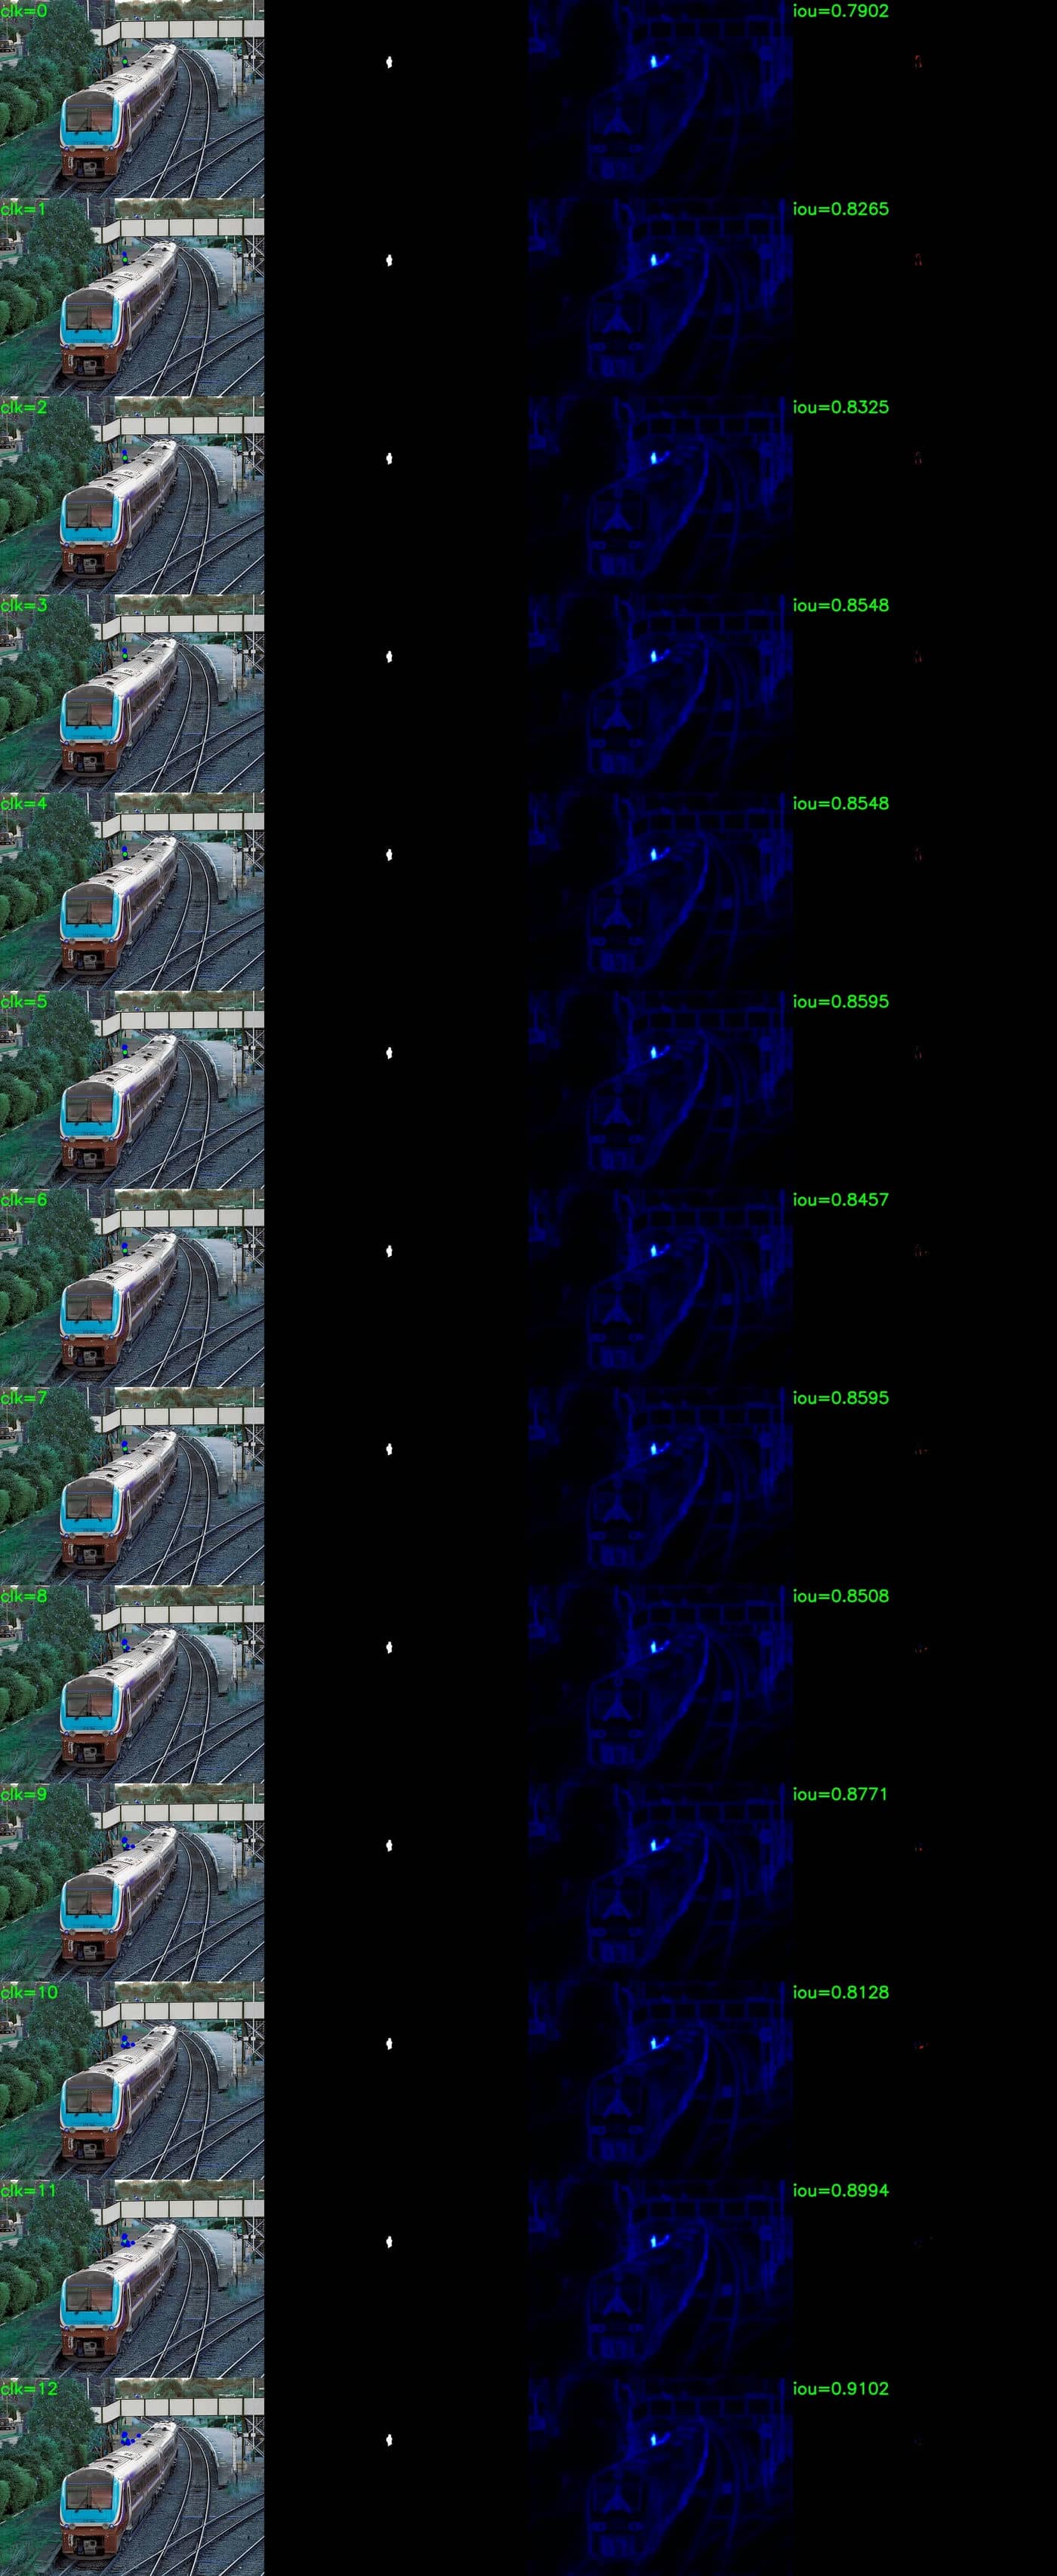 clk=0 iou=0.7902
clk=1 iou=0.8265
clk=2 iou=0.8325
clk=3 iou=0.8548
clk=4 iou=0.8548
clk=5 iou=0.8595
clk=6 iou=0.8457
clk=7 iou=0.8595
clk=8 iou=0.8508
clk=9 iou=0.8771
clk=10 iou=0.8128
clk=11 iou=0.8994
clk=12 iou=0.9102